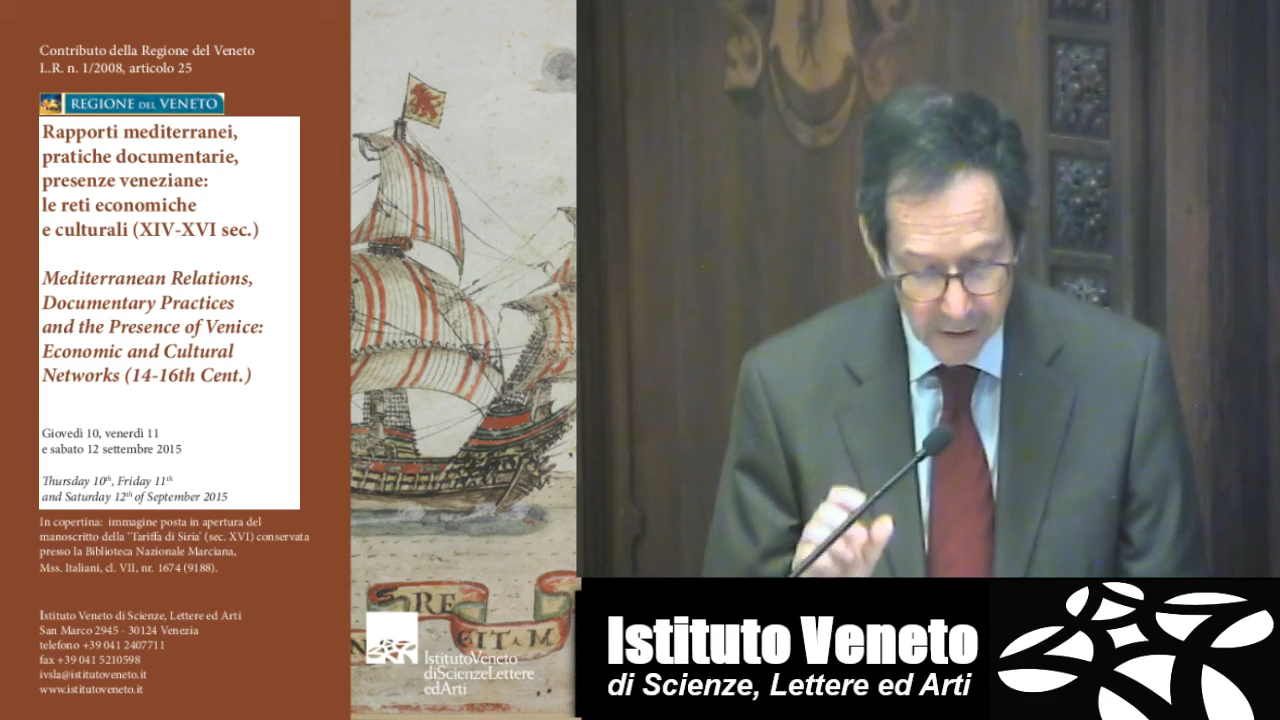 Contributo della Regione del Veneto
L.R. n. 1/2008, articolo 25
REGIONE DEL VENETO
Rapporti mediterranei,
pratiche documentarie,
presenze veneziane:
le reti economiche
e culturali (XIV-XVI sec.)
Mediterranean Relations,
Documentary Practices
and the Presence of Venice:
Economic and Cultural
Networks (14-16th Cent.)
Giovedì 10, venerdì 11
e sabato 12 settembre 2015
Thursday 10th, Friday 11th
and Saturday 12th of September 2015
In copertina: immagine posta in apertura del
manoscritto della 'Tariffa di Siria' (sec. XVI) conservata
presso la Biblioteca Nazionale Marciana,
Mss. Italiani, cl. VII, nr. 1674 (9188).
Istituto Veneto di Scienze, Lettere ed Arti
San Marco 2945 - 30124 Venezia
telefono +39 041 2407711
fax +39 041 5210598
ivsla@istitutoveneto.it
www.istitutoveneto.it
RE
CITAM
IstitutoVeneto
diScienzeLettere
edArti
Istituto Veneto
di Scienze, Lettere ed Arti